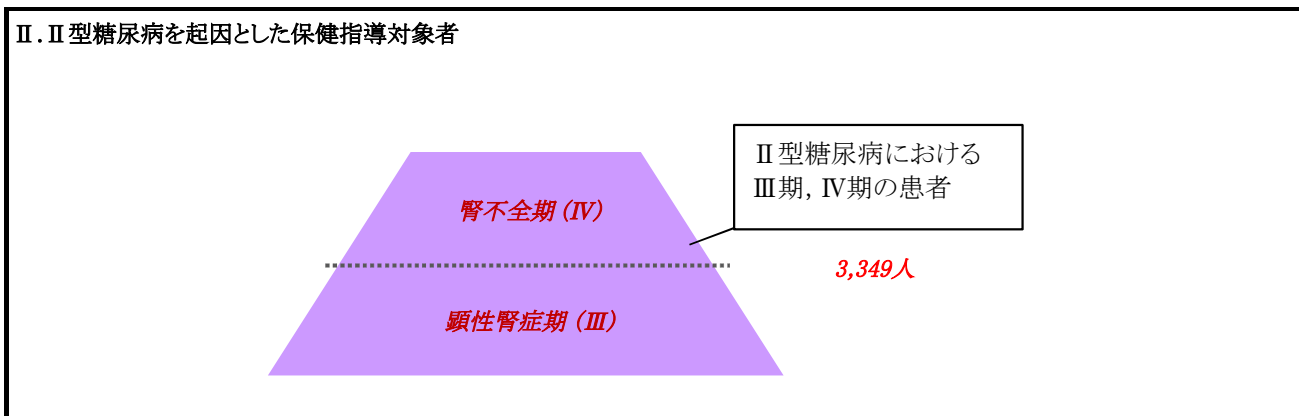 Ⅱ.Ⅱ型糖尿病を起因とした保健指導対象者
Ⅱ型糖尿病における
Ⅲ期, Ⅳ期の患者
腎不全期(Ⅳ)
3,349人
顕性腎症期(Ⅲ)